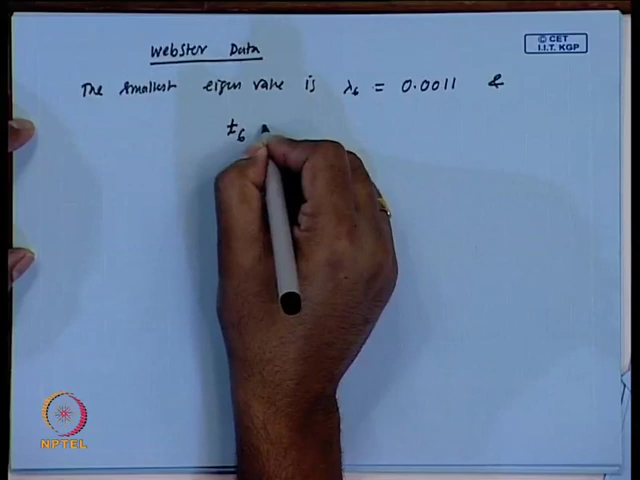 Webster Data
© CET
I.I.T. KGP
The smallest eigen value is λ₆ = 0.0011 &
t₆
NPTEL